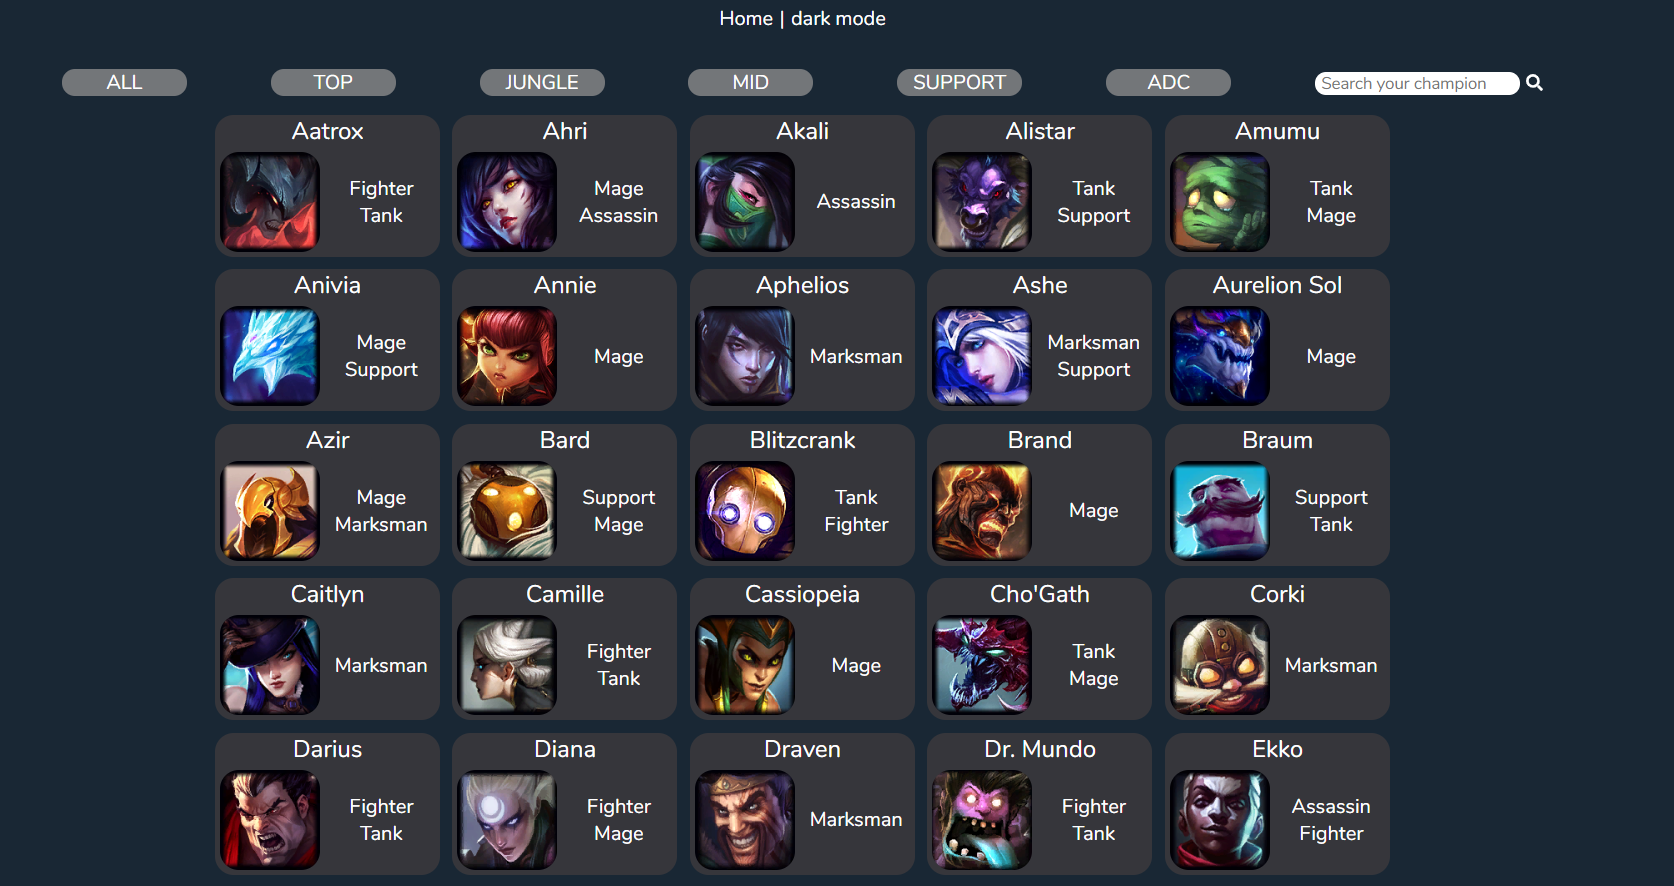 Home | dark mode
ALL TOP JUNGLE MID SUPPORT ADC Search your champion
Aatrox
Fighter
Tank
Ahri
Mage
Assassin
Akali
Assassin
Alistar
Tank
Support
Amumu
Tank
Mage
Anivia
Mage
Support
Annie
Mage
Aphelios
Marksman
Ashe
Marksman
Support
Aurelion Sol
Mage
Azir
Mage
Marksman
Bard
Support
Mage
Blitzcrank
Tank
Fighter
Brand
Mage
Braum
Support
Tank
Caitlyn
Marksman
Camille
Fighter
Tank
Cassiopeia
Mage
Cho'Gath
Tank
Mage
Corki
Marksman
Darius
Fighter
Tank
Diana
Fighter
Mage
Draven
Marksman
Dr. Mundo
Fighter
Tank
Ekko
Assassin
Fighter